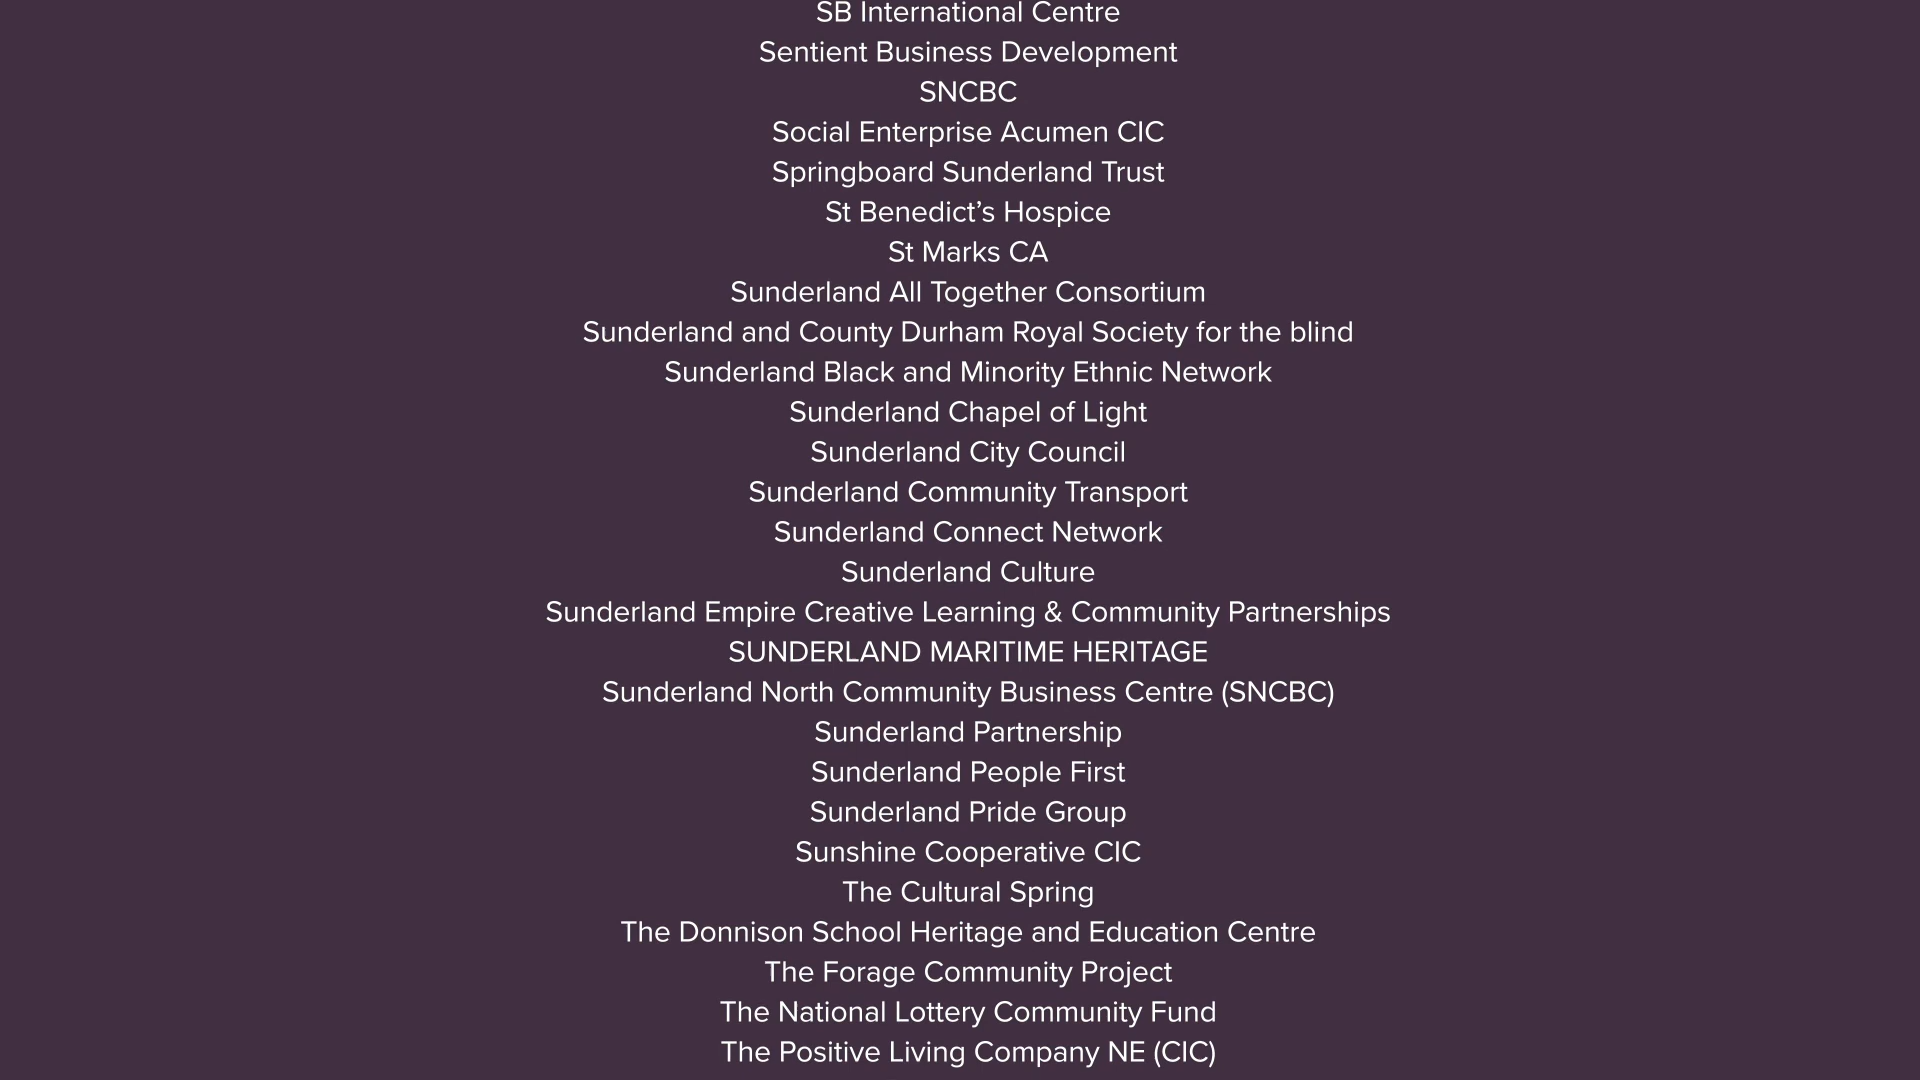 SB International Centre
Sentient Business Development
SNCBC
Social Enterprise Acumen CIC
Springboard Sunderland Trust
St Benedict’s Hospice
St Marks CA
Sunderland All Together Consortium
Sunderland and County Durham Royal Society for the blind
Sunderland Black and Minority Ethnic Network
Sunderland Chapel of Light
Sunderland City Council
Sunderland Community Transport
Sunderland Connect Network
Sunderland Culture
Sunderland Empire Creative Learning & Community Partnerships
SUNDERLAND MARITIME HERITAGE
Sunderland North Community Business Centre (SNCBC)
Sunderland Partnership
Sunderland People First
Sunderland Pride Group
Sunshine Cooperative CIC
The Cultural Spring
The Donnison School Heritage and Education Centre
The Forage Community Project
The National Lottery Community Fund
The Positive Living Company NE (CIC)